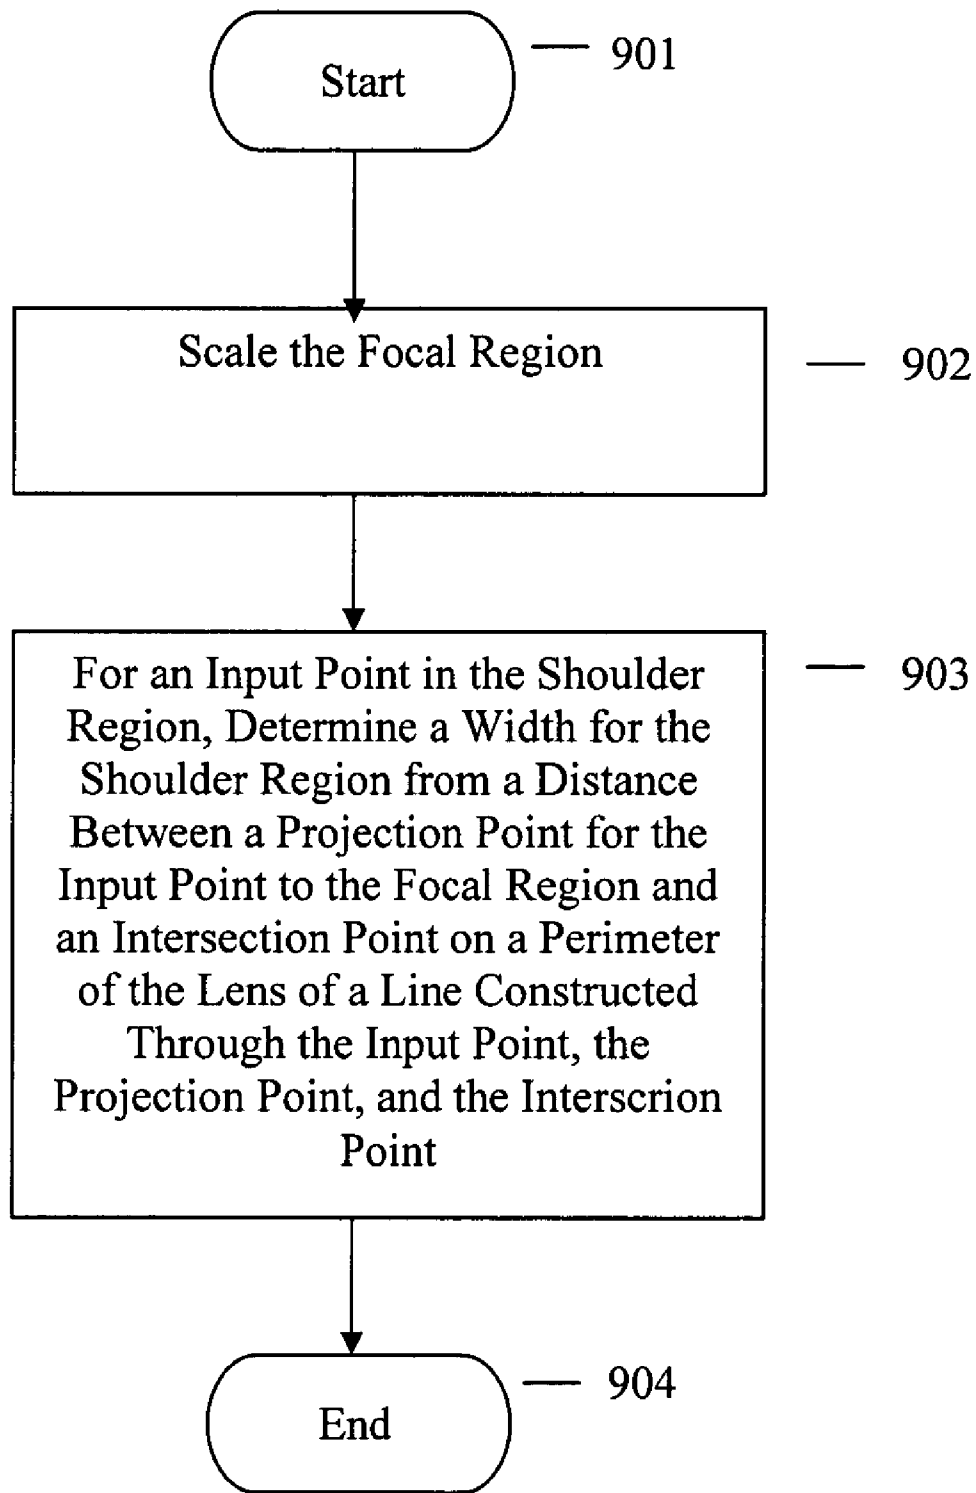 Start
901
Scale the Focal Region
902
For an Input Point in the Shoulder
903
Region, Determine a Width for the
Shoulder Region from a Distance
Between a Projection Point for the
Input Point to the Focal Region and
an Intersection Point on a Perimeter
of the Lens of a Line Constructed
Through the Input Point, the
Projection Point, and the Interscrion
Point
904
End